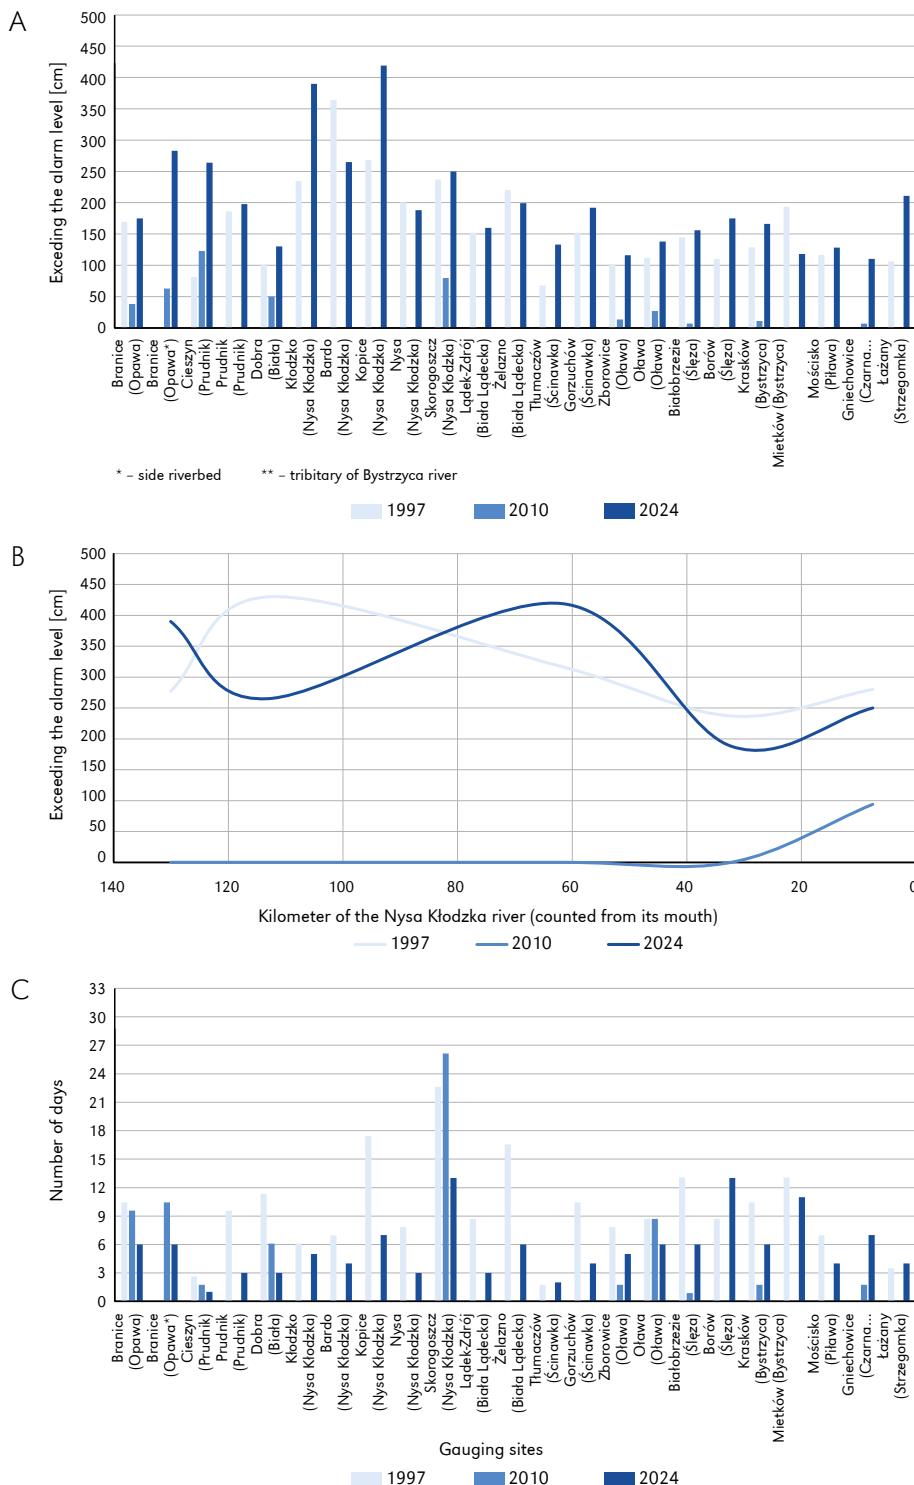 A
Exceeding the alarm level [cm]
500
450
400
350
300
250
200
150
100
50
0
Branice
(Opawa)
Branice
(Opawa*)
Cieszyn
(Prudnik)
Prudnik
(Prudnik)
Dobra
(Biała)
Kłodzko
(Nysa Kłodzka)
Bardo
(Nysa Kłodzka)
Kopice
(Nysa Kłodzka)
Nysa
(Nysa Kłodzka)
Skorogoszcz
(Nysa Kłodzka)
Lądek-Zdrój
(Biała Lądecka)
Żelazno
(Biała Lądecka)
Tłumaczów
(Ścinawka)
Gorzuchów
(Ścinawka)
Zborowice
(Oława)
Oława
(Oława)
Białobrzezie
(Ślęza)
Borów
(Ślęza)
Krasków
(Bystrzyca)
Mietków (Bystrzyca)
Mościsko
(Piława)
Gniechowice
(Czarna...
Łażany
(Strzegomka)
* – side riverbed
** – tribitary of Bystrzyca river
1997
2010
2024
B
Exceeding the alarm level [cm]
500
450
400
350
300
250
200
150
100
50
0
140
120
100
80
60
40
20
0
Kilometer of the Nysa Kłodzka river (counted from its mouth)
1997
2010
2024
C
Number of days
33
30
27
24
21
18
15
12
9
6
3
0
Branice
(Opawa)
Branice
(Opawa*)
Cieszyn
(Prudnik)
Prudnik
(Prudnik)
Dobra
(Biała)
Kłodzko
(Nysa Kłodzka)
Bardo
(Nysa Kłodzka)
Kopice
(Nysa Kłodzka)
Nysa
(Nysa Kłodzka)
Skorogoszcz
(Nysa Kłodzka)
Lądek-Zdrój
(Biała Lądecka)
Żelazno
(Biała Lądecka)
Tłumaczów
(Ścinawka)
Gorzuchów
(Ścinawka)
Zborowice
(Oława)
Oława
(Oława)
Białobrzezie
(Ślęza)
Borów
(Ślęza)
Krasków
(Bystrzyca)
Mietków (Bystrzyca)
Mościsko
(Piława)
Gniechowice
(Czarna...
Łażany
(Strzegomka)
Gauging sites
1997
2010
2024